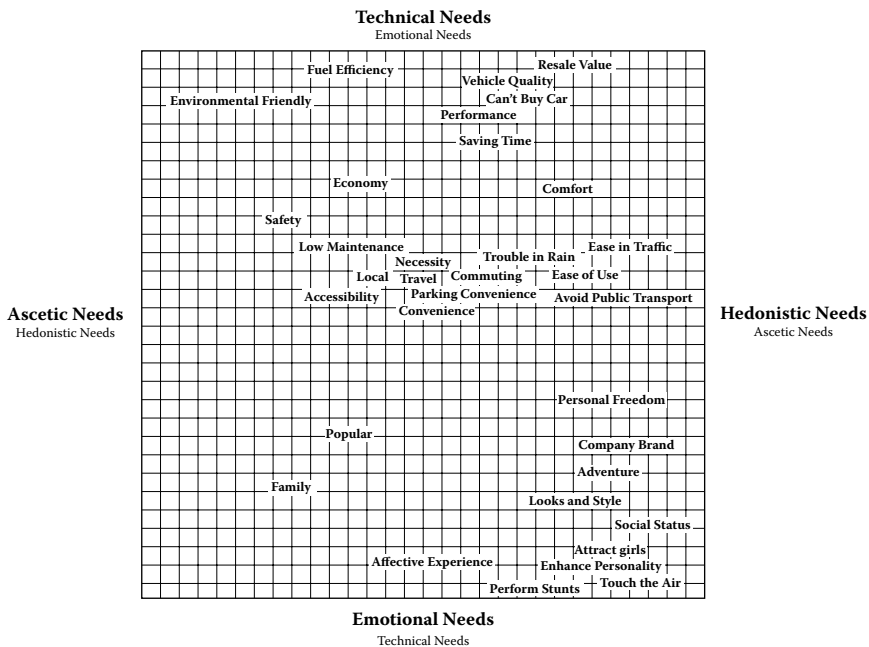 Technical Needs
Emotional Needs
Resale Value
Fuel Efficiency
Vehicle Quality
Can't Buy Car
Environmental Friendly
Performance
Saving Time
Economy
Comfort
Safety
Low Maintenance
Ease in Traffic
Trouble in Rain
Necessity
Local
Travel
Commuting
Ease of Use
Accessibility
Parking Convenience
Avoid Public Transport
Convenience
Ascetic Needs
Hedonistic Needs
Hedonistic Needs
Ascetic Needs
Personal Freedom
Popular
Company Brand
Adventure
Family
Looks and Style
Social Status
Attract girls
Affective Experience
Enhance Personality
Touch the Air
Perform Stunts
Emotional Needs
Technical Needs